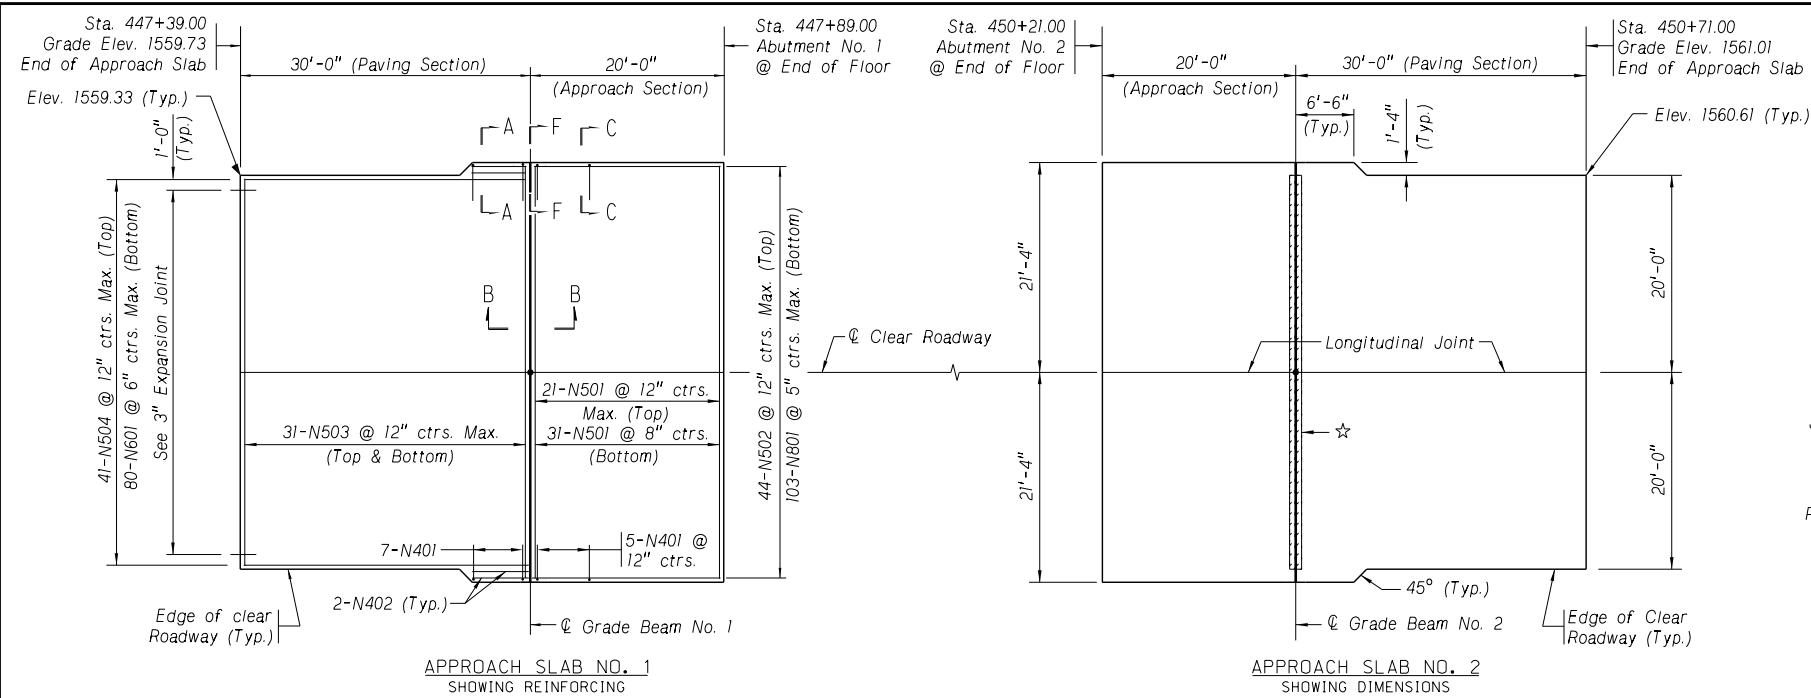 Sta. 447+39.00
Grade Elev. 1559.73
End of Approach Slab
30'-0" (Paving Section)
20'-0"
(Approach Section)
Sta. 447+89.00
Abutment No. 1
@ End of Floor
Elev. 1559.33 (Typ.)
1'-0"
(Typ.)
A
F
C
A
F
C
B
B
41-N504 @ 12" ctrs. Max. (Top)
80-N601 @ 6" ctrs. Max. (Bottom)
See 3" Expansion Joint
44-N502 @ 12" ctrs. Max. (Top)
103-N801 @ 5" ctrs. Max. (Bottom)
21-N501 @ 12" ctrs.
Max. (Top)
31-N503 @ 12" ctrs. Max.
(Top & Bottom)
31-N501 @ 8" ctrs.
(Bottom)
7-N401
5-N401 @
12" ctrs.
2-N402 (Typ.)
Edge of clear
Roadway (Typ.)
℄ Grade Beam No. 1
APPROACH SLAB NO. 1
SHOWING REINFORCING
℄ Clear Roadway
Sta. 450+21.00
Abutment No. 2
@ End of Floor
20'-0"
(Approach Section)
30'-0" (Paving Section)
Sta. 450+71.00
Grade Elev. 1561.01
End of Approach Slab
6'-6"
(Typ.)
1'-4"
(Typ.)
Elev. 1560.61 (Typ.)
21'-4"
21'-4"
20'-0"
20'-0"
Longitudinal Joint
☆
45° (Typ.)
Edge of Clear
Roadway (Typ.)
℄ Grade Beam No. 2
APPROACH SLAB NO. 2
SHOWING DIMENSIONS